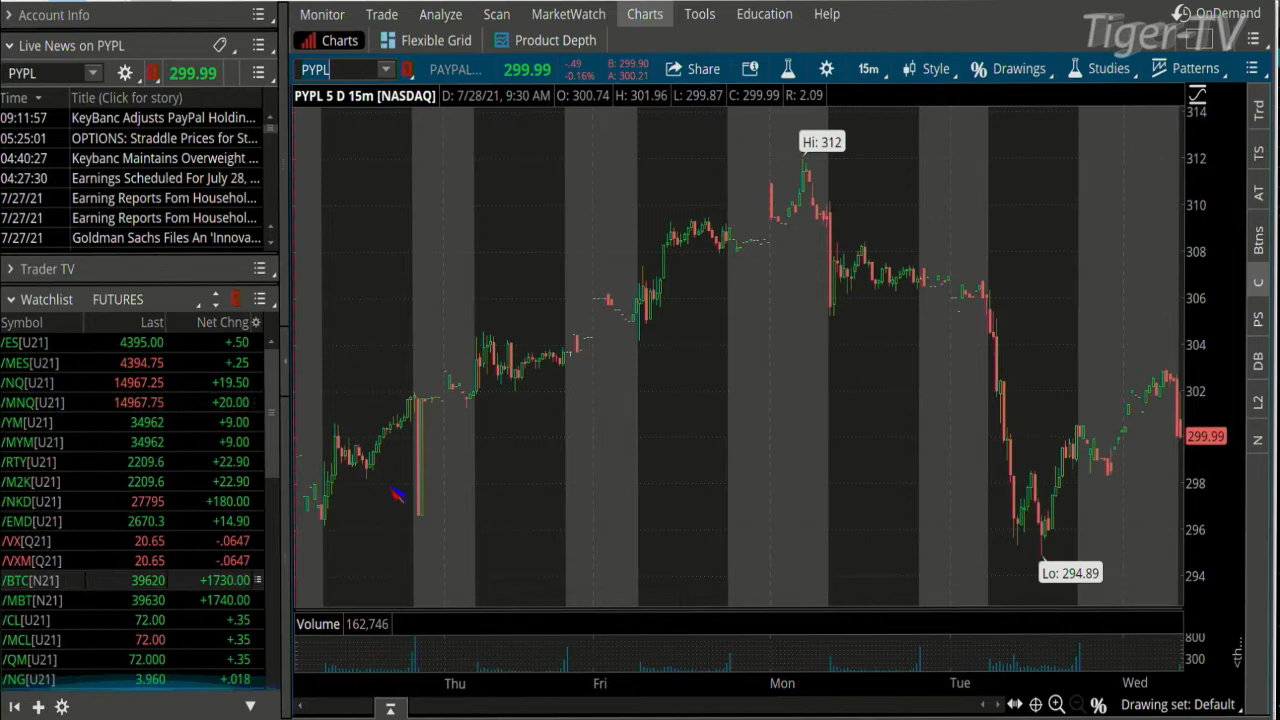 Account Info
Live News on PYPL
PYPL 299.99
Time Title (Click for story)
09:11:57 KeyBanc Adjusts PayPal Holdin...
05:25:01 OPTIONS: Straddle Prices for St...
04:40:27 Keybanc Maintains Overweight ...
04:27:30 Earnings Scheduled For July 28, ...
7/27/21 Earning Reports Fom Househol...
7/27/21 Earning Reports Fom Househol...
7/27/21 Goldman Sachs Files An 'Innova...
Trader TV
Watchlist FUTURES
Symbol Last Net Chng
/ES[U21] 4395.00 +.50
/MES[U21] 4394.75 +.25
/NQ[U21] 14967.25 +19.50
/MNQ[U21] 14967.75 +20.00
/YM[U21] 34962 +9.00
/MYM[U21] 34962 +9.00
/RTY[U21] 2209.6 +22.90
/M2K[U21] 2209.6 +22.90
/NKD[U21] 27795 +180.00
/EMD[U21] 2670.3 +14.90
/VX[Q21] 20.65 -.0647
/VXM[Q21] 20.65 -.0647
/BTC[N21] 39620 +1730.00
/MBT[N21] 39630 +1740.00
/CL[U21] 72.00 +.35
/MCL[U21] 72.00 +.35
/QM[U21] 72.000 +.35
/NG[U21] 3.960 +.018
Monitor Trade Analyze Scan MarketWatch Charts Tools Education Help
OnDemand
Tiger-TV
Charts Flexible Grid Product Depth
PYPL PAYPAL... 299.99 -.49 -0.16% B: 299.90 A: 300.21 Share 15m Style Drawings Studies Patterns
PYPL 5 D 15m [NASDAQ] D: 7/28/21, 9:30 AM O: 300.74 H: 301.96 L: 299.87 C: 299.99 R: 2.09
Hi: 312
Lo: 294.89
314
312
310
308
306
304
302
299.99
298
296
294
Volume 162,746
800
300
<th...
Thu Fri Mon Tue Wed
Drawing set: Default
Trd
TS
AT
Btns
C
PS
DB
L2
N